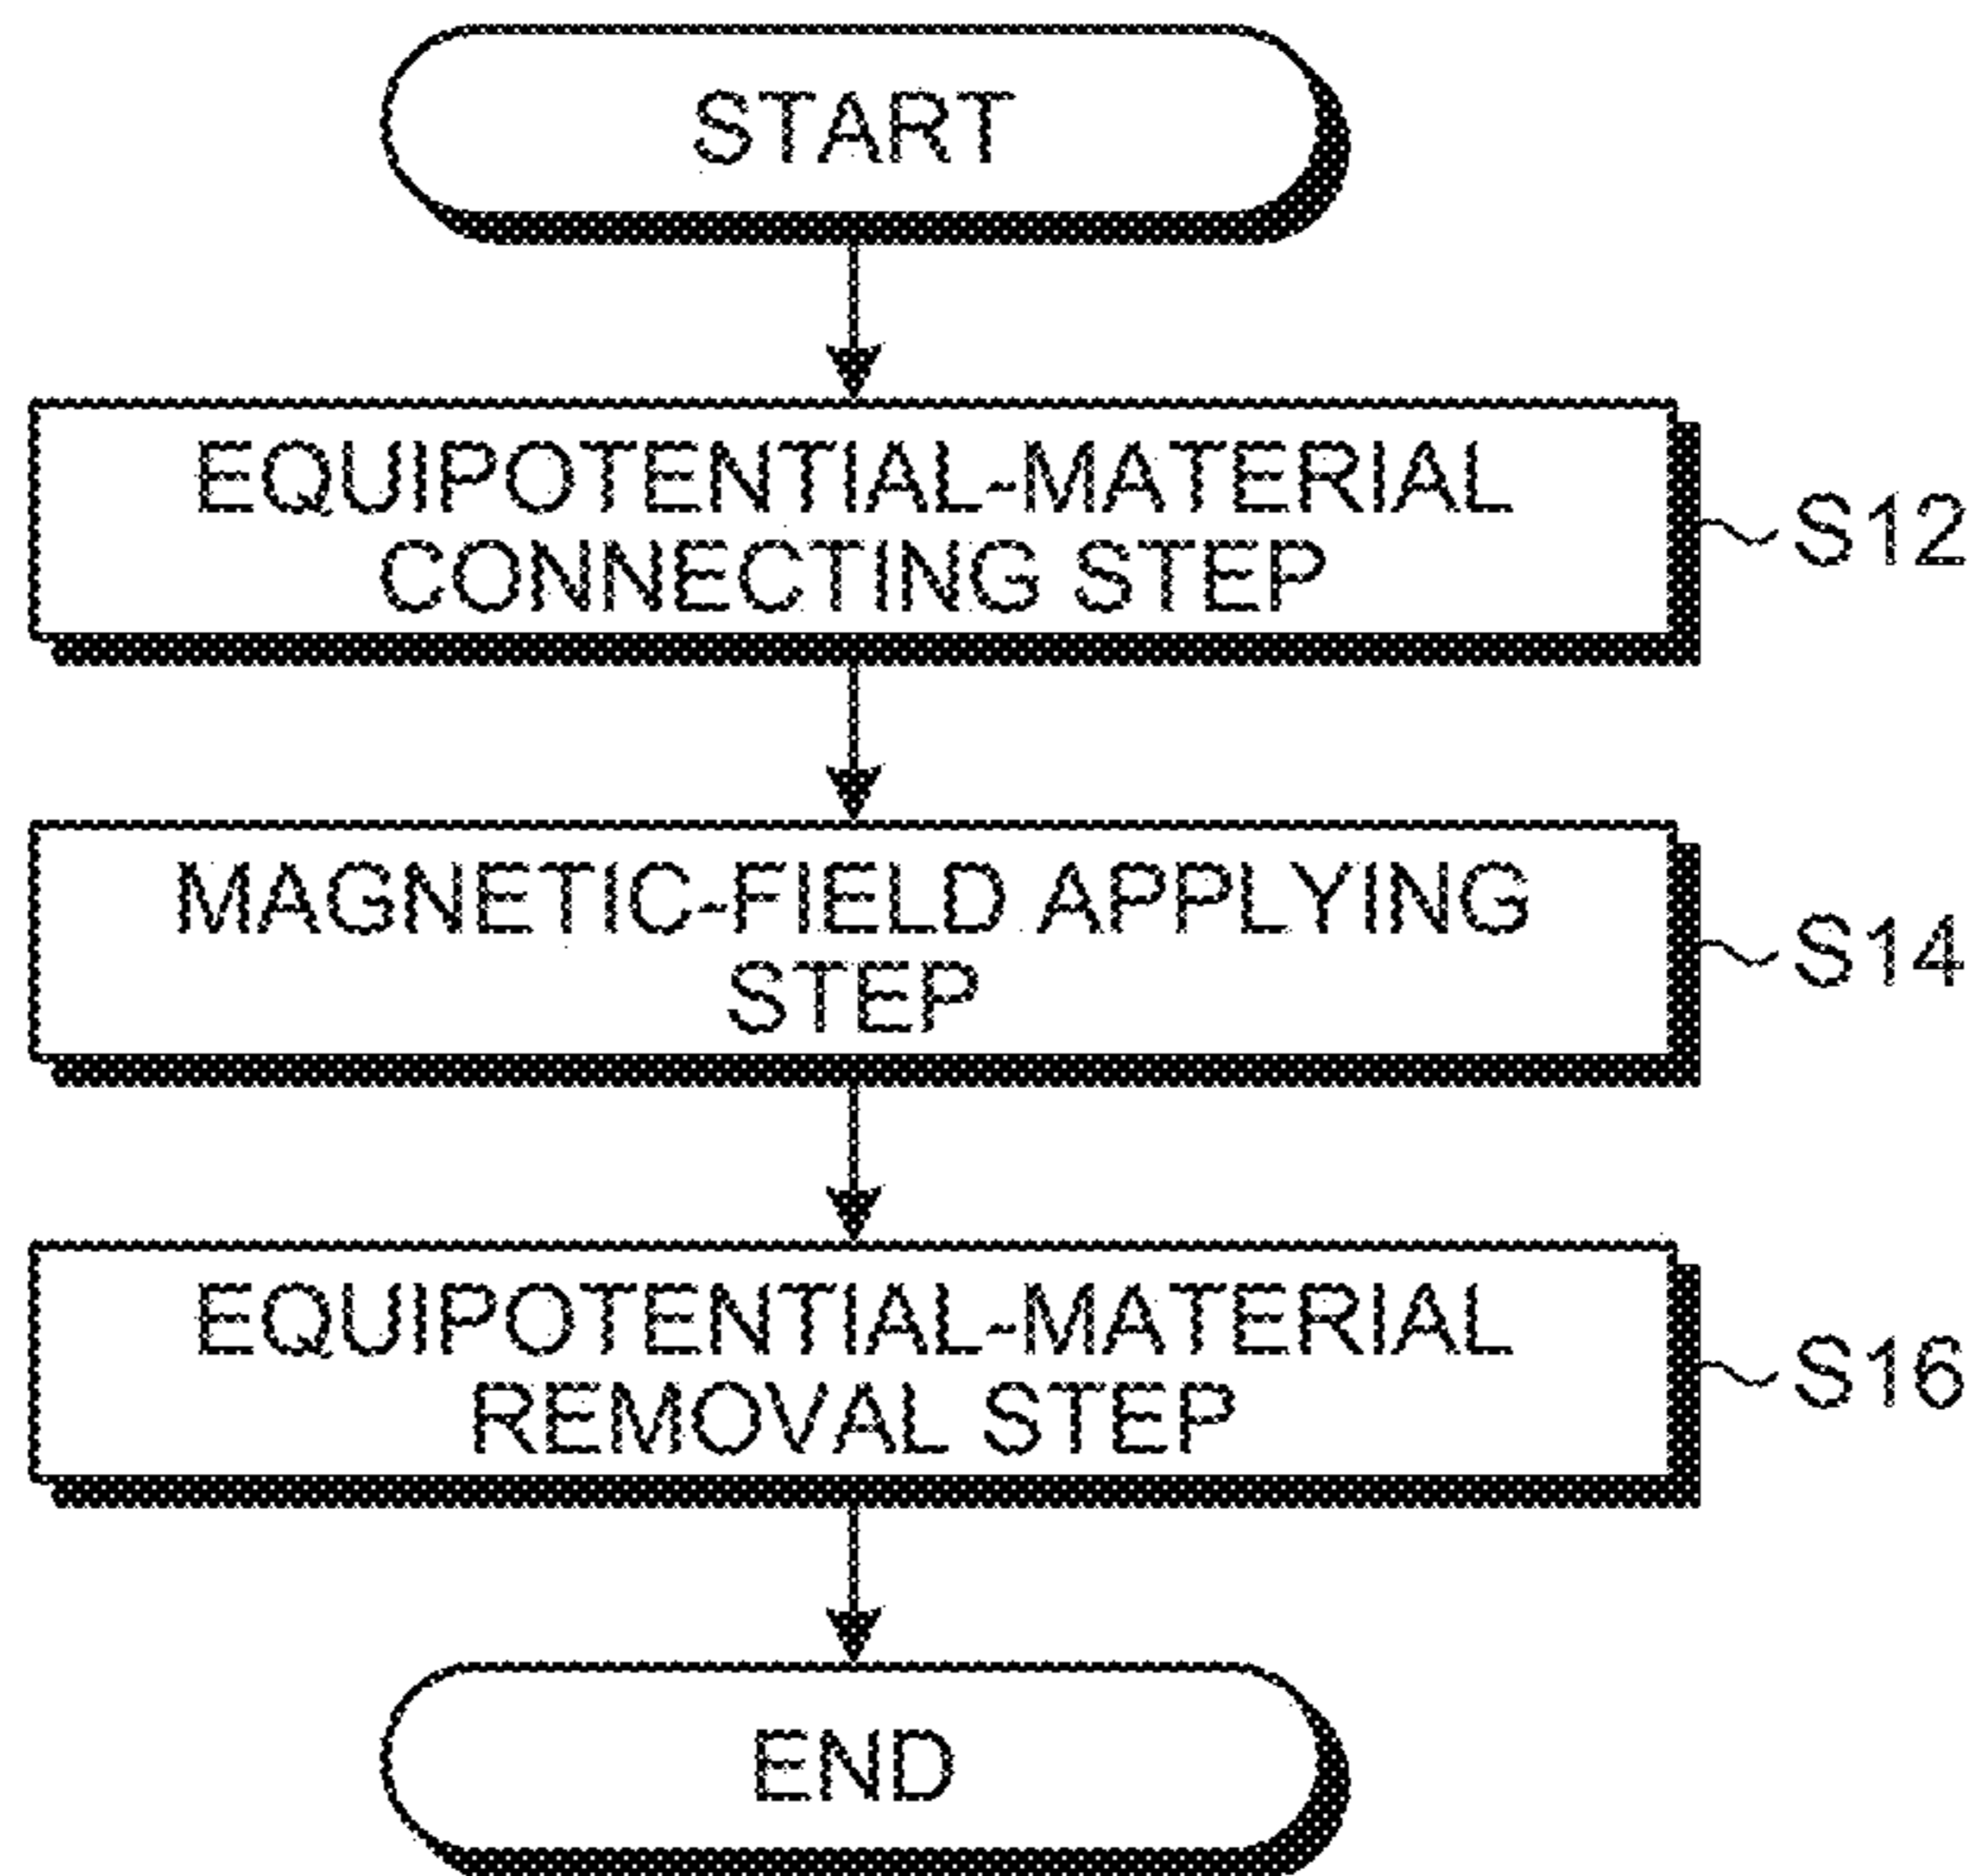 START
EQUIPOTENTIAL-MATERIAL
CONNECTING STEP
S12
MAGNETIC-FIELD APPLYING
STEP
S14
EQUIPOTENTIAL-MATERIAL
REMOVAL STEP
S16
END